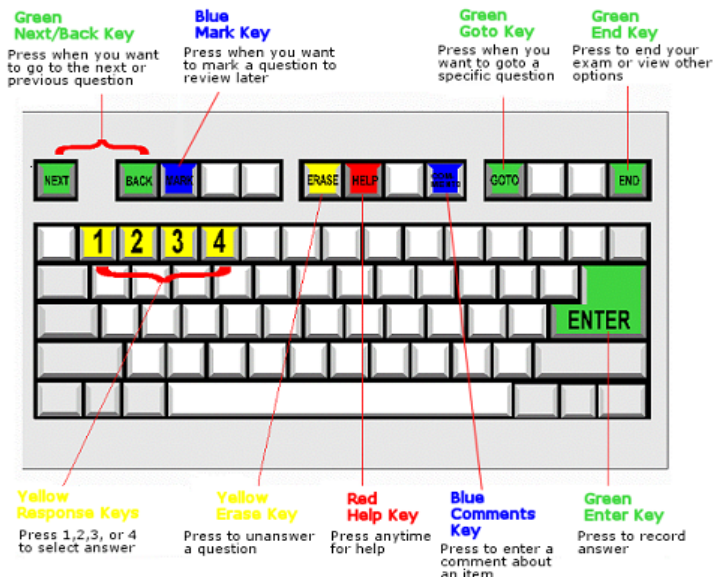 Green
Next/Back Key
Press when you want
to go to the next or
previous question
Blue
Mark Key
Press when you want
to mark a question to
review later
Green
Goto Key
Press when you
want to goto a
specific question
Green
End Key
Press to end your
exam or view other
options
NEXT
BACK
MARK
ERASE
HELP
COM
MENTS
GOTO
END
1
2
3
4
ENTER
Yellow
Response Keys
Press 1,2,3, or 4
to select answer
Yellow
Erase Key
Press to unanswer
a question
Red
Help Key
Press anytime
for help
Blue
Comments
Key
Press to enter a
comment about
an item
Green
Enter Key
Press to record
answer